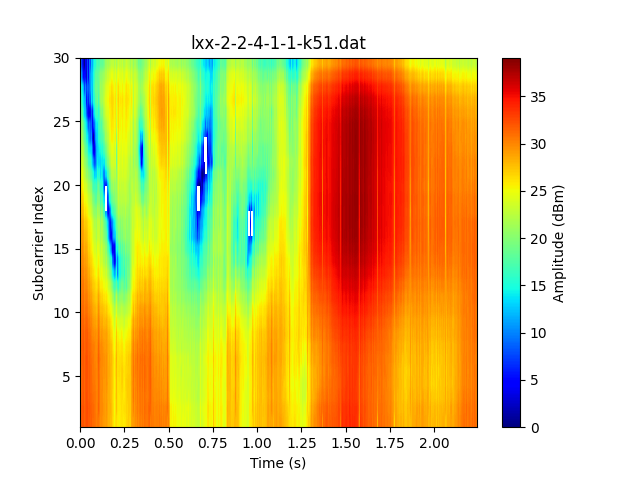 lxx-2-2-4-1-1-k51.dat
30
25
20
15
10
5
Subcarrier Index
0.00 0.25 0.50 0.75 1.00 1.25 1.50 1.75 2.00
Time (s)
35
30
25
20
15
10
5
0
Amplitude (dBm)